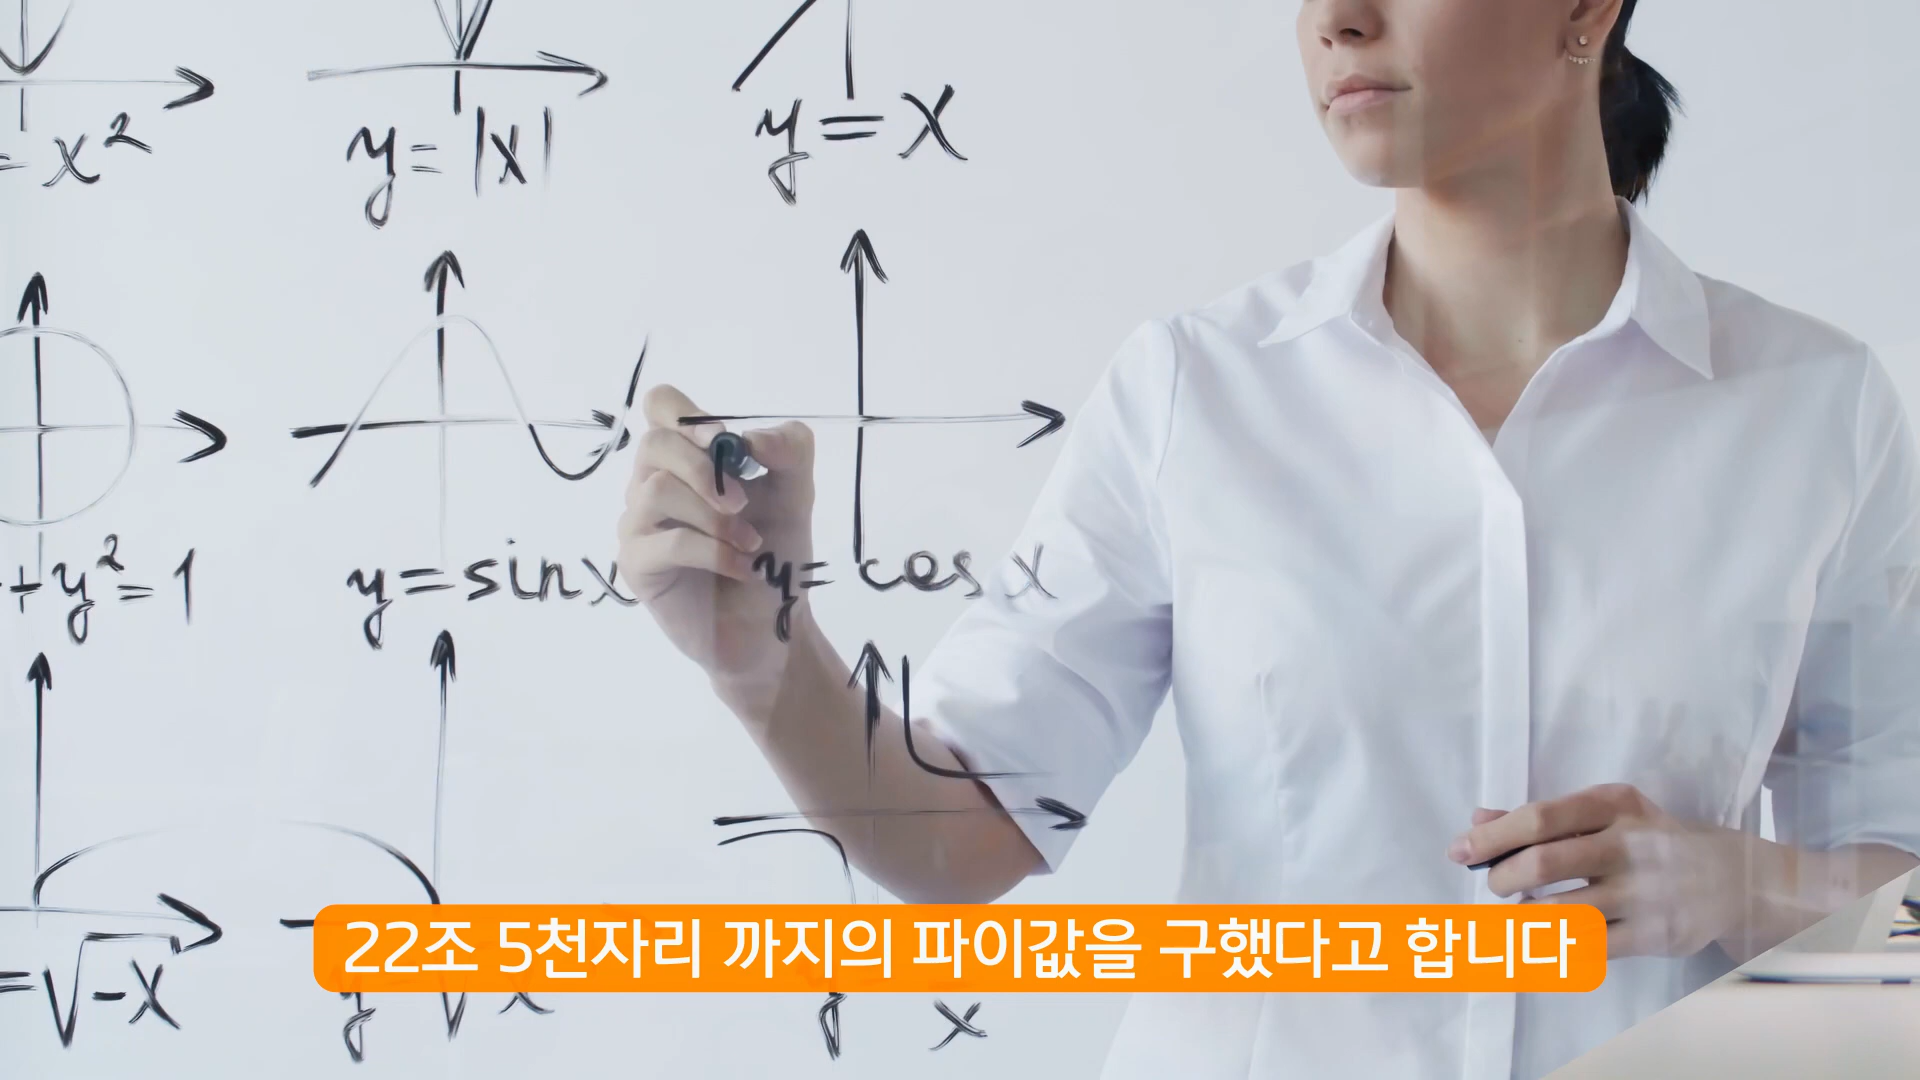 = x²
y = |x|
y = x
+ y² = 1
y = sin x
y = cos x
22조 5천자리 까지의 파이값을 구했다고 합니다
= √-x
y √x
y x